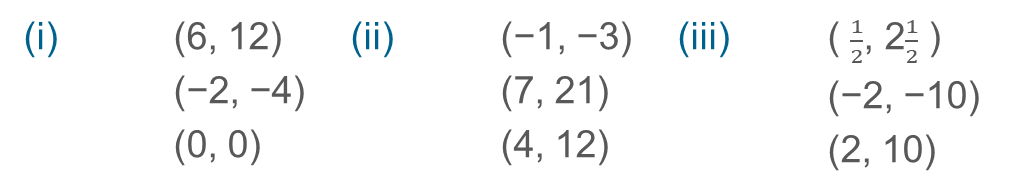 (i) (6, 12) (ii) (−1, −3) (iii) (½, 2½)
(−2, −4) (7, 21) (−2, −10)
(0, 0) (4, 12) (2, 10)